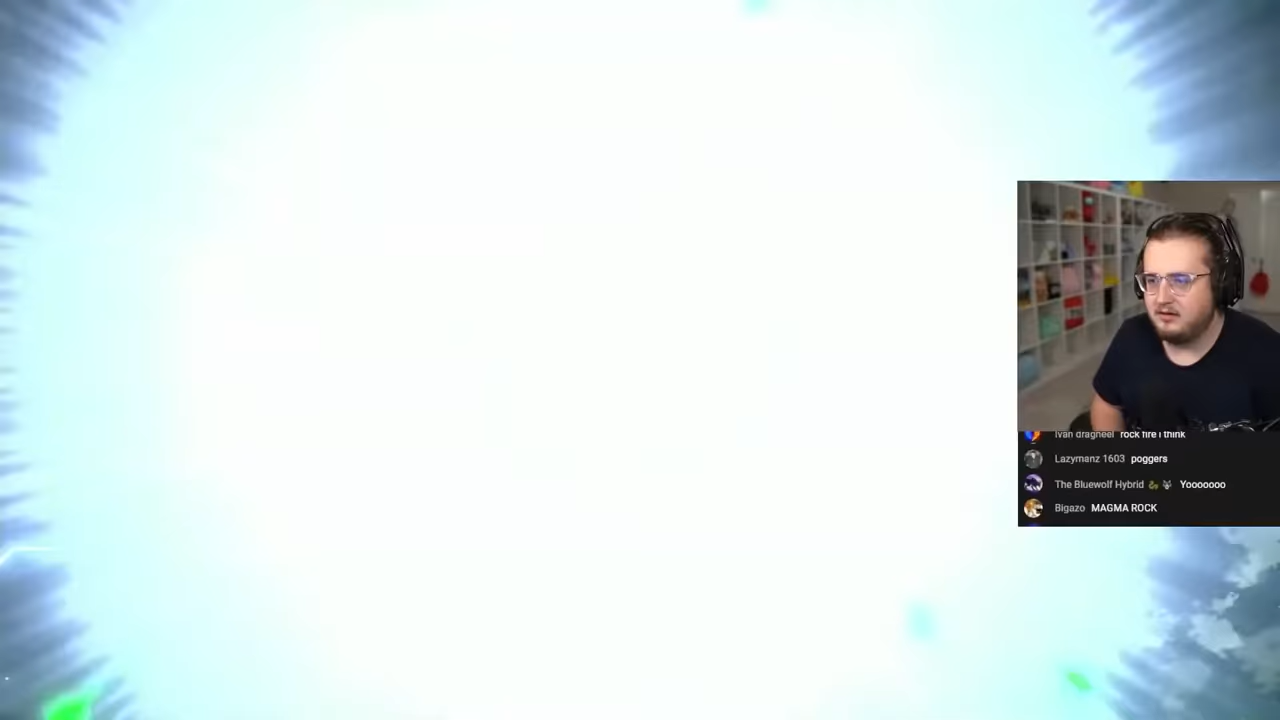 Ivan dragneel rock fire i think
Lazymanz 1603 poggers
The Bluewolf Hybrid Yooooooo
Bigazo MAGMA ROCK